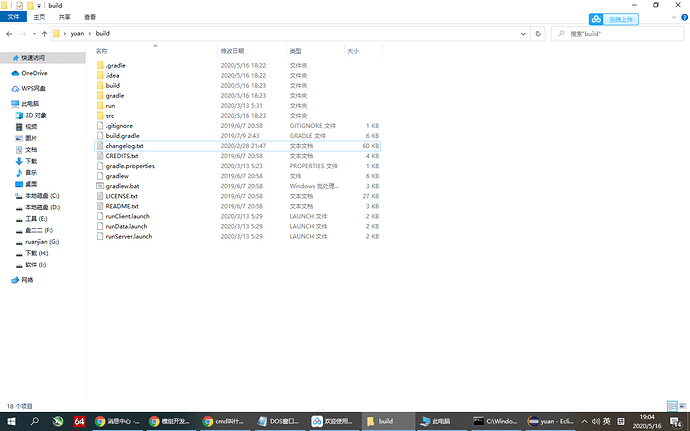 build
文件 主页 共享 查看
拖拽上传
yuan build
搜索"build"
快速访问
OneDrive
WPS网盘
此电脑
3D 对象
视频
图片
文档
下载
音乐
桌面
本地磁盘 (C:)
本地磁盘 (D:)
工具 (E:)
盘二二 (F:)
ruanjian (G:)
下载 (H:)
软件 (I:)
网络
名称 修改日期 类型 大小
.gradle 2020/5/16 18:22 文件夹
.idea 2020/5/16 18:22 文件夹
build 2020/5/16 18:23 文件夹
gradle 2020/5/16 18:23 文件夹
run 2020/3/13 5:31 文件夹
src 2020/5/16 18:23 文件夹
.gitignore 2019/6/7 20:58 GITIGNORE 文件 1 KB
build.gradle 2019/7/9 2:43 GRADLE 文件 6 KB
changelog.txt 2020/2/28 21:47 文本文档 60 KB
CREDITS.txt 2019/6/7 20:58 文本文档 4 KB
gradle.properties 2020/3/13 5:23 PROPERTIES 文件 1 KB
gradlew 2019/6/7 20:58 文件 6 KB
gradlew.bat 2019/6/7 20:58 Windows 批处理... 3 KB
LICENSE.txt 2019/6/7 20:58 文本文档 27 KB
README.txt 2019/6/7 20:58 文本文档 3 KB
runClient.launch 2020/3/13 5:29 LAUNCH 文件 2 KB
runData.launch 2020/3/13 5:29 LAUNCH 文件 2 KB
runServer.launch 2020/3/13 5:29 LAUNCH 文件 2 KB
18 个项目
64 消息中心 -... 模组开发... cmd叫什... DOS窗口... 欢迎使用... build 此电脑 C:\Windo... yuan - Ecli... 英 19:04
2020/5/16